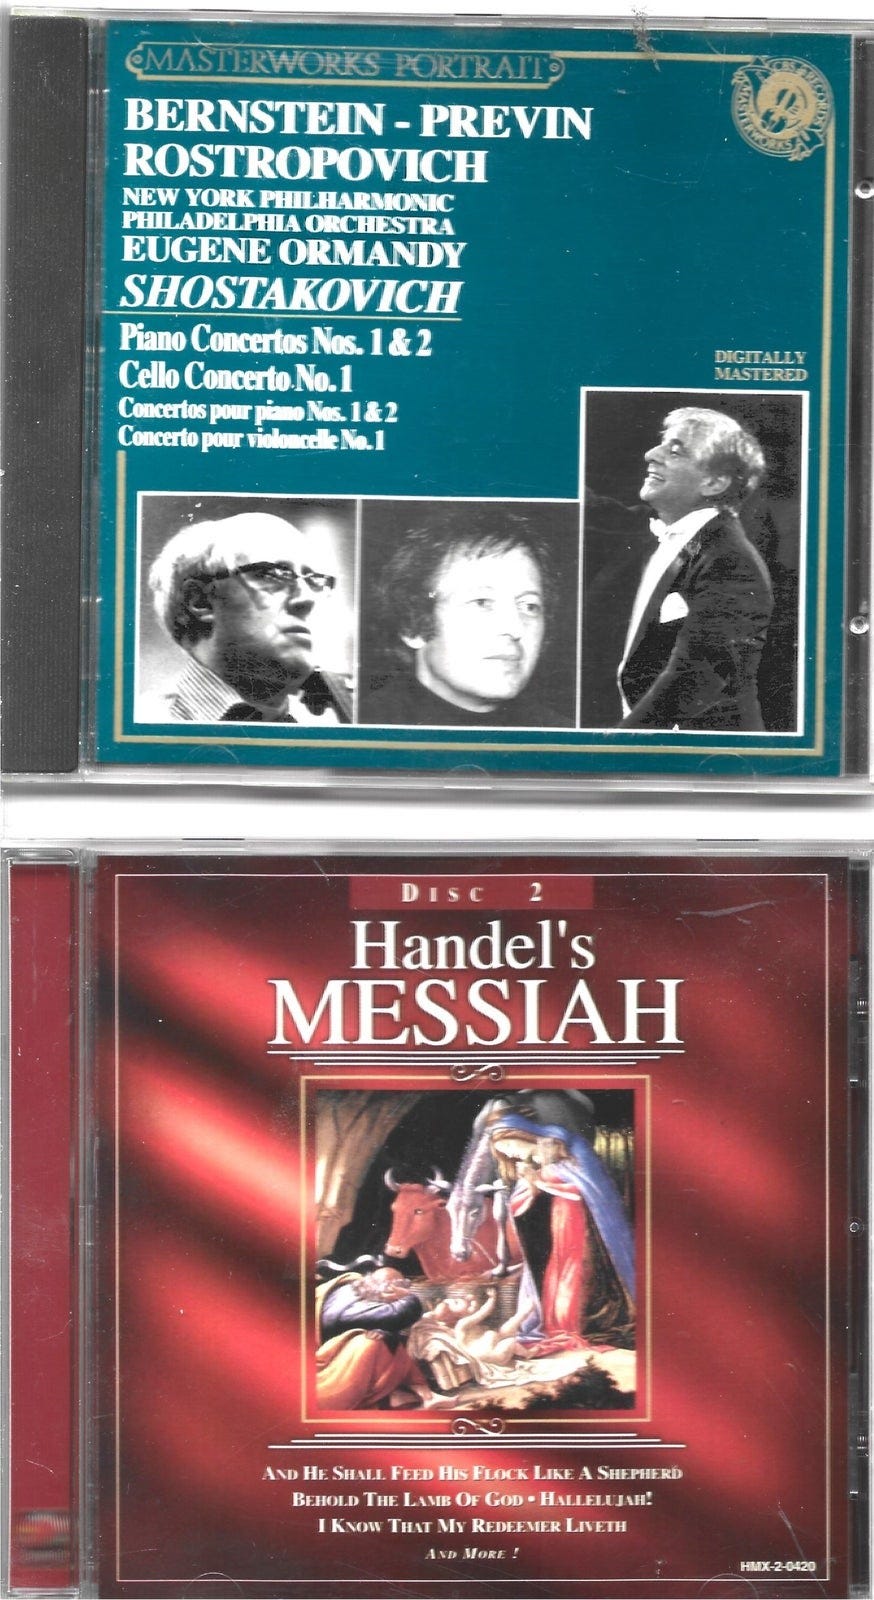 MASTERWORKS PORTRAIT
CBS RECORDS
MASTERWORKS
BERNSTEIN - PREVIN
ROSTROPOVICH
NEW YORK PHILHARMONIC
PHILADELPHIA ORCHESTRA
EUGENE ORMANDY
SHOSTAKOVICH
Piano Concertos Nos. 1 & 2
Cello Concerto No. 1
Concertos pour piano Nos. 1 & 2
Concerto pour violoncelle No. 1
DIGITALLY
MASTERED
DISC 2
Handel's
MESSIAH
AND HE SHALL FEED HIS FLOCK LIKE A SHEPHERD
BEHOLD THE LAMB OF GOD • HALLELUJAH!
I KNOW THAT MY REDEEMER LIVETH
AND MORE !
HMX-2-0420